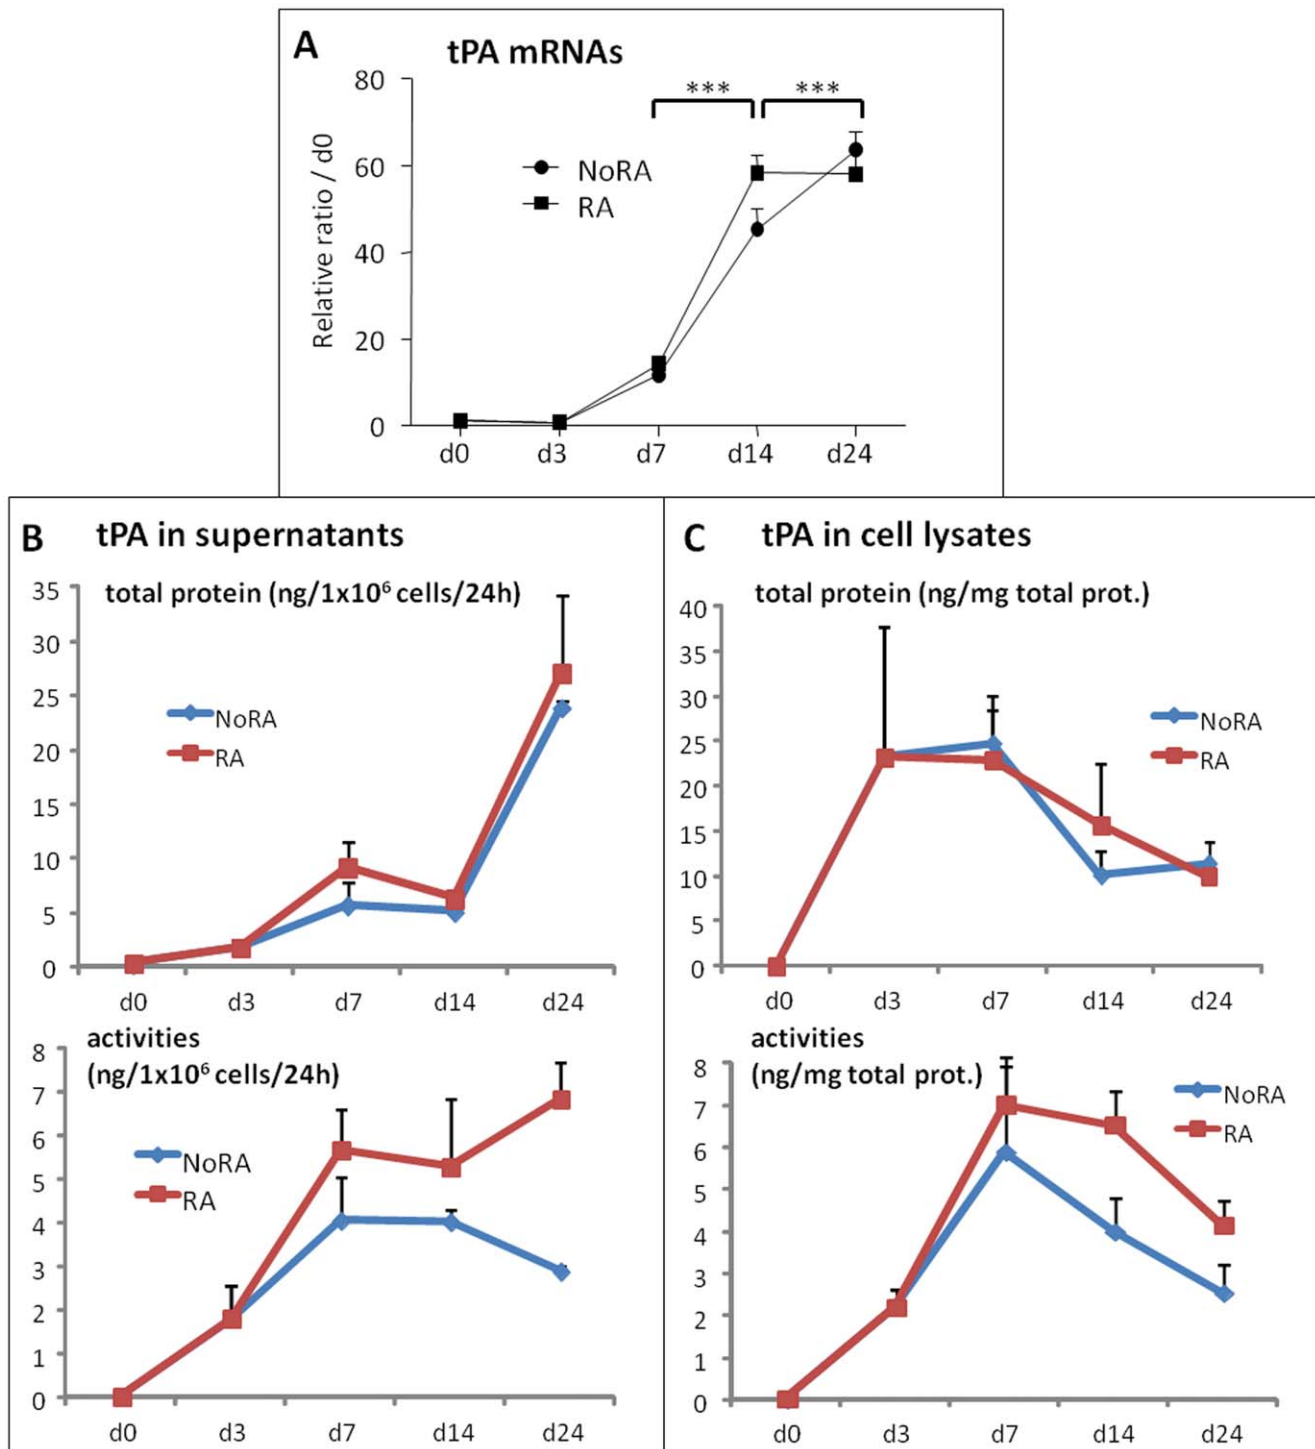 A tPA mRNAs
Relative ratio / d0
80
60
40
20
0
*** ***
NoRA
RA
d0 d3 d7 d14 d24
B tPA in supernatants
total protein (ng/1x10⁶ cells/24h)
35
30
25
20
15
10
5
0
NoRA
RA
d0 d3 d7 d14 d24
activities
(ng/1x10⁶ cells/24h)
8
7
6
5
4
3
2
1
0
NoRA
RA
d0 d3 d7 d14 d24
C tPA in cell lysates
total protein (ng/mg total prot.)
40
35
30
25
20
15
10
5
0
NoRA
RA
d0 d3 d7 d14 d24
activities
(ng/mg total prot.)
8
7
6
5
4
3
2
1
0
NoRA
RA
d0 d3 d7 d14 d24